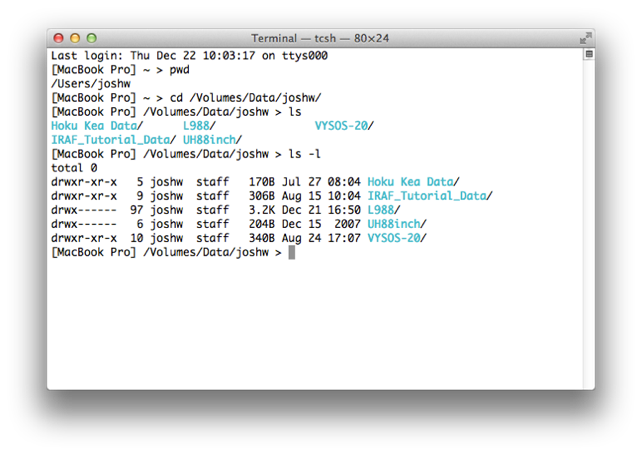 Terminal — tcsh — 80×24
Last login: Thu Dec 22 10:03:17 on ttys000
[MacBook Pro] ~ > pwd
/Users/joshw
[MacBook Pro] ~ > cd /Volumes/Data/joshw/
[MacBook Pro] /Volumes/Data/joshw > ls
Hoku Kea Data/      L988/               VYSOS-20/
IRAF_Tutorial_Data/ UH88inch/
[MacBook Pro] /Volumes/Data/joshw > ls -l
total 0
drwxr-xr-x   5 joshw  staff   170B Jul 27 08:04 Hoku Kea Data/
drwxr-xr-x   9 joshw  staff   306B Aug 15 10:04 IRAF_Tutorial_Data/
drwx------  97 joshw  staff   3.2K Dec 21 16:50 L988/
drwx------   6 joshw  staff   204B Dec 15  2007 UH88inch/
drwxr-xr-x  10 joshw  staff   340B Aug 24 17:07 VYSOS-20/
[MacBook Pro] /Volumes/Data/joshw >